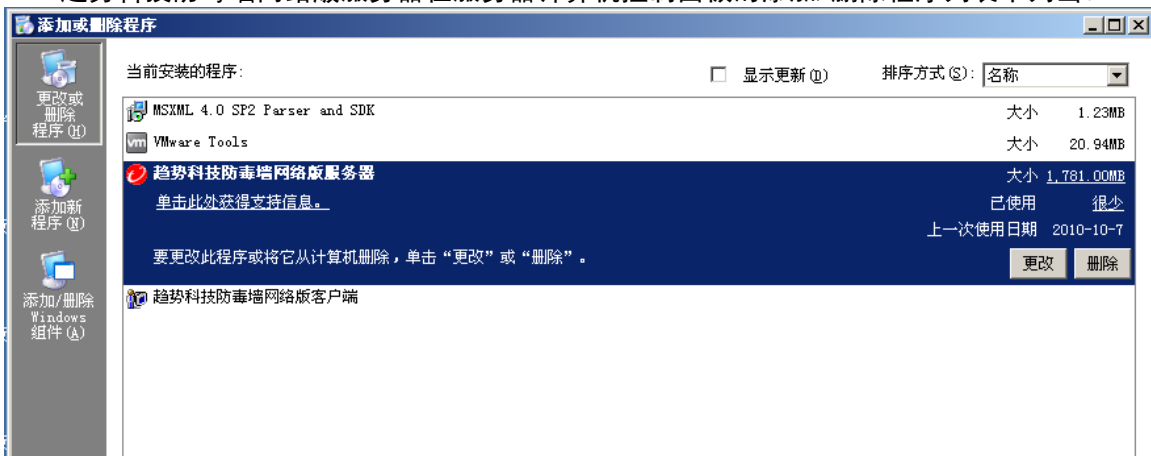 添加或删除程序
更改或
删除
程序(H)
当前安装的程序:
显示更新(D)
排序方式(S): 名称
MSXML 4.0 SP2 Parser and SDK 大小 1.23MB
VMware Tools 大小 20.94MB
趋势科技防毒墙网络版服务器 大小 1,781.00MB
单击此处获得支持信息。 已使用 很少
上一次使用日期 2010-10-7
要更改此程序或将它从计算机删除，单击“更改”或“删除”。 更改 删除
趋势科技防毒墙网络版客户端
添加新
程序(N)
添加/删除
Windows
组件(A)